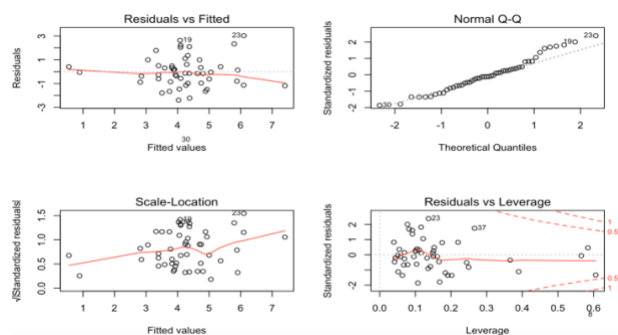 Residuals vs Fitted
Residuals
3
1
-1
-3
19
23
30
1 2 3 4 5 6 7
Fitted values
Normal Q-Q
Standardized residuals
2
1
0
-1
-2
30
19
23
-2 -1 0 1 2
Theoretical Quantiles
Scale-Location
√|Standardized residuals|
1.5
1.0
0.5
0.0
19
23
1 2 3 4 5 6 7
Fitted values
Residuals vs Leverage
Standardized residuals
2
1
0
-2
23
37
1
0.5
0.5
1
8
0.0 0.1 0.2 0.3 0.4 0.5 0.6
Leverage